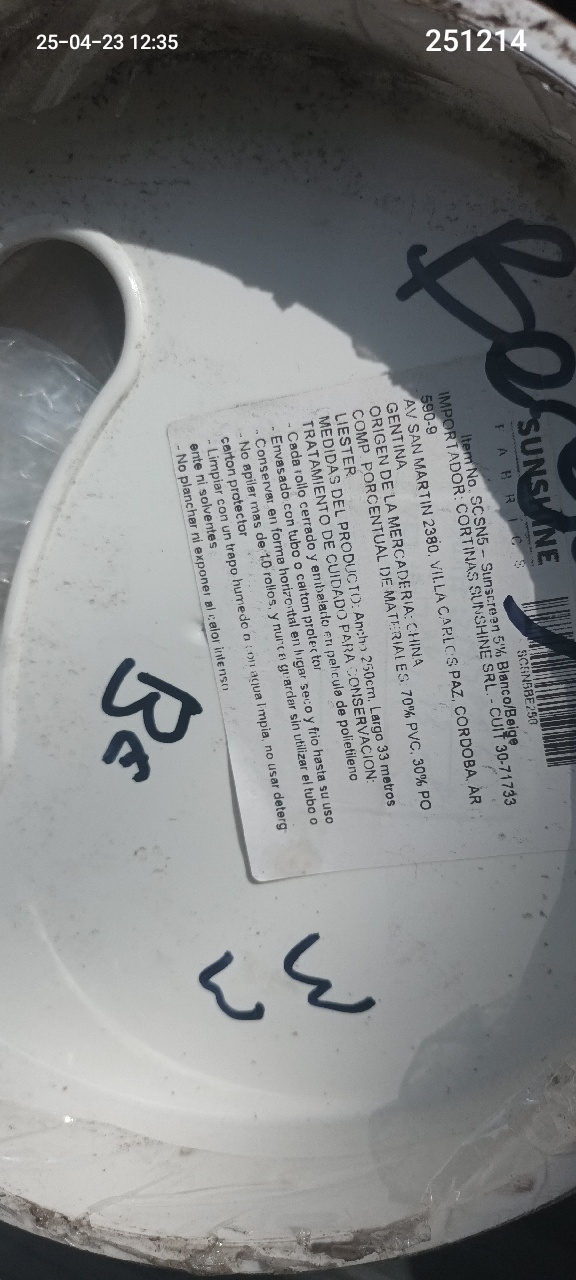 25-04-23 12:35
251214
SUNSHINE
FABRICS
SCSN5BE250
Item No. SCSN5 - Sunscreen 5% Blanco/Beige
IMPORTADOR: CORTINAS SUNSHINE SRL. - CUIT 30-71733
590-9
AV SAN MARTIN 2390, VILLA CARLOS PAZ, CORDOBA, AR
GENTINA
ORIGEN DE LA MERCADERIA: CHINA
COMP. PORCENTUAL DE MATERIALES: 70% PVC, 30% PO
LIESTER
MEDIDAS DEL PRODUCTO: Ancho 250cm - Largo 33 metros
TRATAMIENTO DE CUIDADO PARA CONSERVACION:
- Cada rollo cerrado y embalado en pelicula de polietileno
- Envasado con tubo o carton protector
- Conservar en forma horizontal en lugar seco y frio hasta su uso
- No apilar mas de 10 rollos, y nunca guardar sin utilizar el tubo o
carton protector
- Limpiar con un trapo humedo o con agua limpia, no usar deterg
ente ni solventes
- No planchar ni exponer al calor intenso
Be